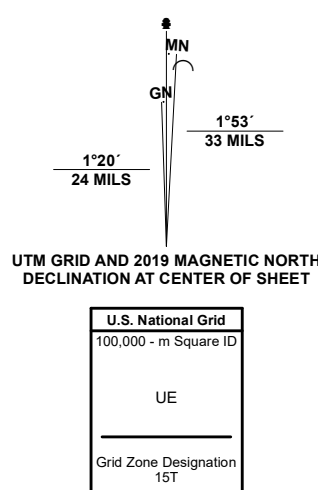 MN
GN
1°53´
33 MILS
1°20´
24 MILS
UTM GRID AND 2019 MAGNETIC NORTH
DECLINATION AT CENTER OF SHEET
U.S. National Grid
100,000 - m Square ID
UE
Grid Zone Designation
15T